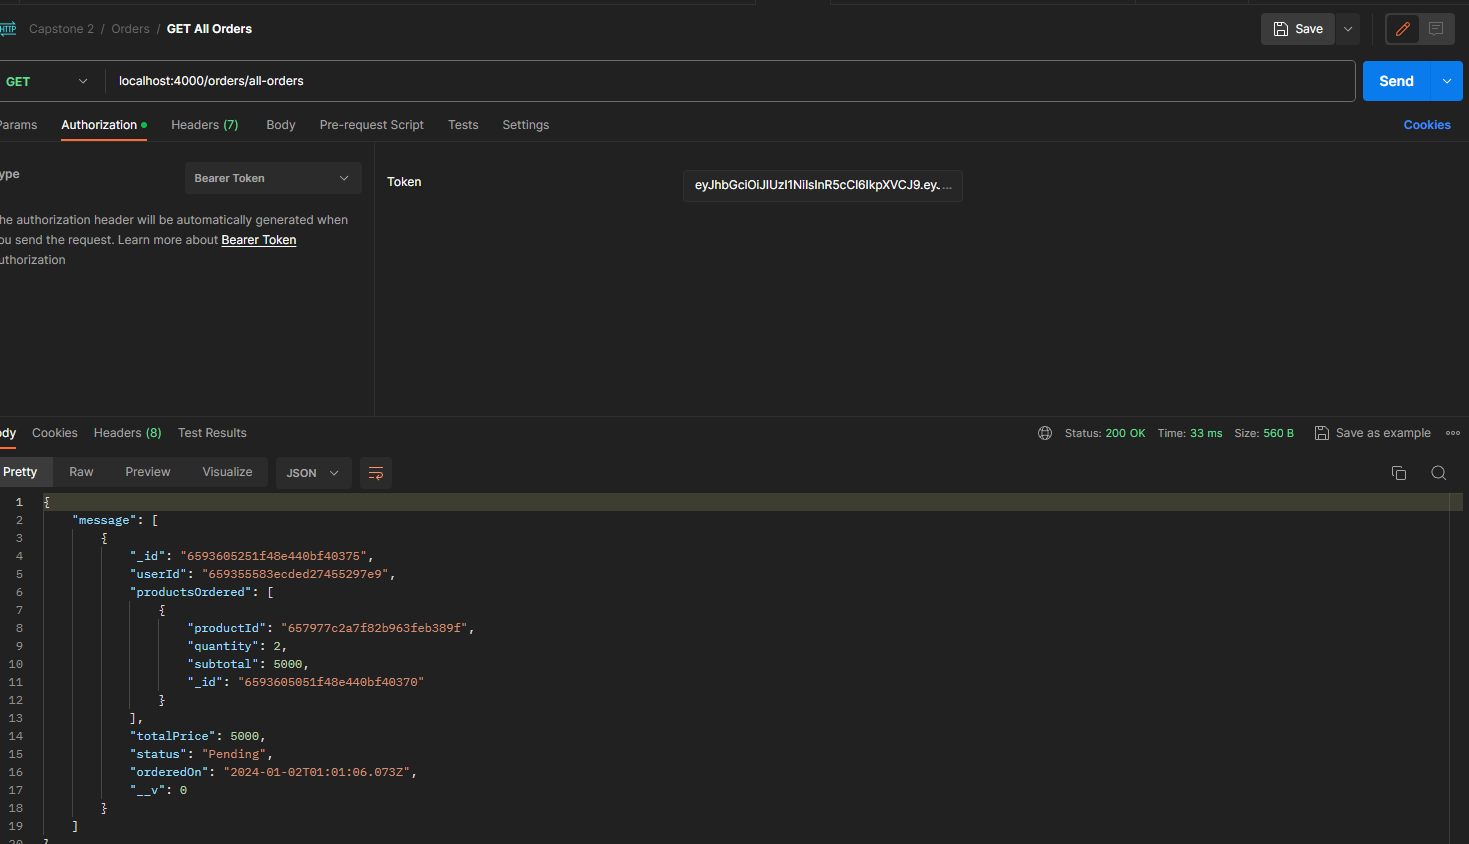 HTTP Capstone 2 / Orders / GET All Orders Save
GET localhost:4000/orders/all-orders Send
Params Authorization Headers (7) Body Pre-request Script Tests Settings Cookies
ype Bearer Token Token eyJhbGciOiJIUzI1NiIsInR5cCI6IkpXVCJ9.eyJ...
he authorization header will be automatically generated when
ou send the request. Learn more about Bearer Token
uthorization
ody Cookies Headers (8) Test Results Status: 200 OK Time: 33 ms Size: 560 B Save as example
Pretty Raw Preview Visualize JSON
1 {
2 "message": [
3 {
4 "_id": "6593605251f48e440bf40375",
5 "userId": "659355583ecded27455297e9",
6 "productsOrdered": [
7 {
8 "productId": "657977c2a7f82b963feb389f",
9 "quantity": 2,
10 "subtotal": 5000,
11 "_id": "6593605051f48e440bf40370"
12 }
13 ],
14 "totalPrice": 5000,
15 "status": "Pending",
16 "orderedOn": "2024-01-02T01:01:06.073Z",
17 "__v": 0
18 }
19 ]
20 }